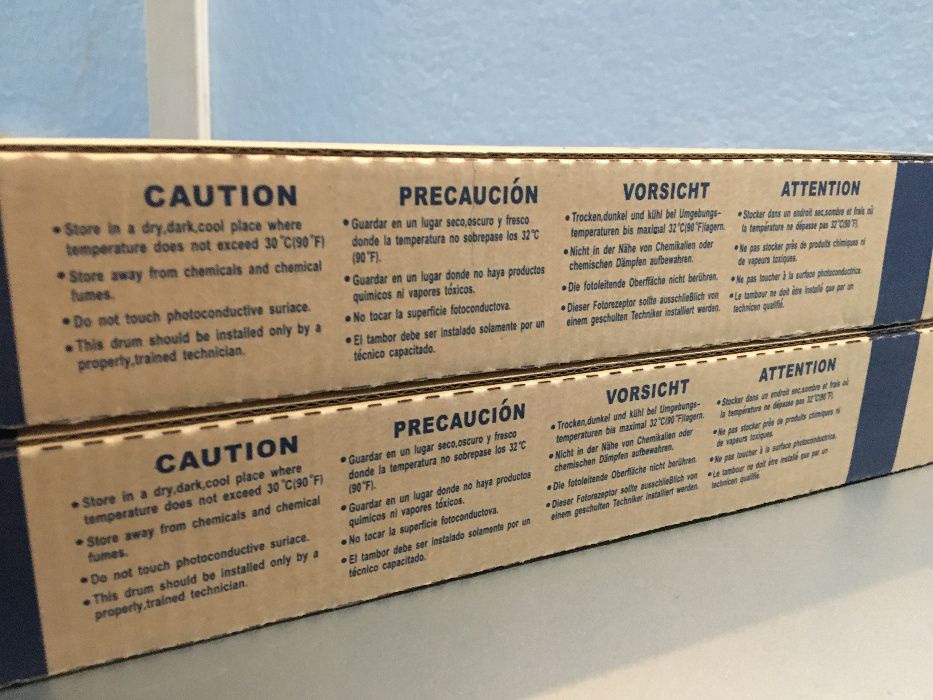 CAUTION
• Store in a dry,dark,cool place where
temperature does not exceed 30℃(90℉)
• Store away from chemicals and chemical
fumes.
• Do not touch photoconductive suriace.
• This drum should be installed only by a
properly,trained technician.
PRECAUCIÓN
• Guardar en un lugar seco,oscuro y fresco
donde la temperatura no sobrepase los 32℃
(90℉).
• Guardar en un lugar donde no haya productos
quimicos ni vapores tóxicos.
• No tocar la superficie fotoconductova.
• El tambor debe ser instalado solamente por un
técnico capacitado.
VORSICHT
• Trocken,dunkel und kühl bei Umgebungs-
temperaturen bis maximal 32℃(90℉)lagern.
• Nicht in der Nähe von Chemikalien oder
chemischen Dämpfen aufbewahren.
• Die fotoleitende Oberfläche nicht berühren.
• Dieser Fotorezeptor sollte ausschließlich von
einem geschulten Techniker installiert werden.
ATTENTION
• Stocker dans un endroit sec,sombre et frais où
la température ne dépasse pas 32℃(90℉).
• Ne pas stocker près de produits chimiques ni
de vapeurs toxiques.
• Ne pas toucher à la surface photoconductrice.
• Le tambour ne doit être installé que par un
technicen qualifié.
CAUTION
• Store in a dry,dark,cool place where
temperature does not exceed 30℃(90℉)
• Store away from chemicals and chemical
fumes.
• Do not touch photoconductive suriace.
• This drum should be installed only by a
properly,trained technician.
PRECAUCIÓN
• Guardar en un lugar seco,oscuro y fresco
donde la temperatura no sobrepase los 32℃
(90℉).
• Guardar en un lugar donde no haya productos
quimicos ni vapores tóxicos.
• No tocar la superficie fotoconductova.
• El tambor debe ser instalado solamente por un
técnico capacitado.
VORSICHT
• Trocken,dunkel und kühl bei Umgebungs-
temperaturen bis maximal 32℃(90℉)lagern.
• Nicht in der Nähe von Chemikalien oder
chemischen Dämpfen aufbewahren.
• Die fotoleitende Oberfläche nicht berühren.
• Dieser Fotorezeptor sollte ausschließlich von
einem geschulten Techniker installiert werden.
ATTENTION
• Stocker dans un endroit sec,sombre et frais où
la température ne dépasse pas 32℃(90℉).
• Ne pas stocker près de produits chimiques ni
de vapeurs toxiques.
• Ne pas toucher à la surface photoconductrice.
• Le tambour ne doit être installé que par un
technicen qualifié.